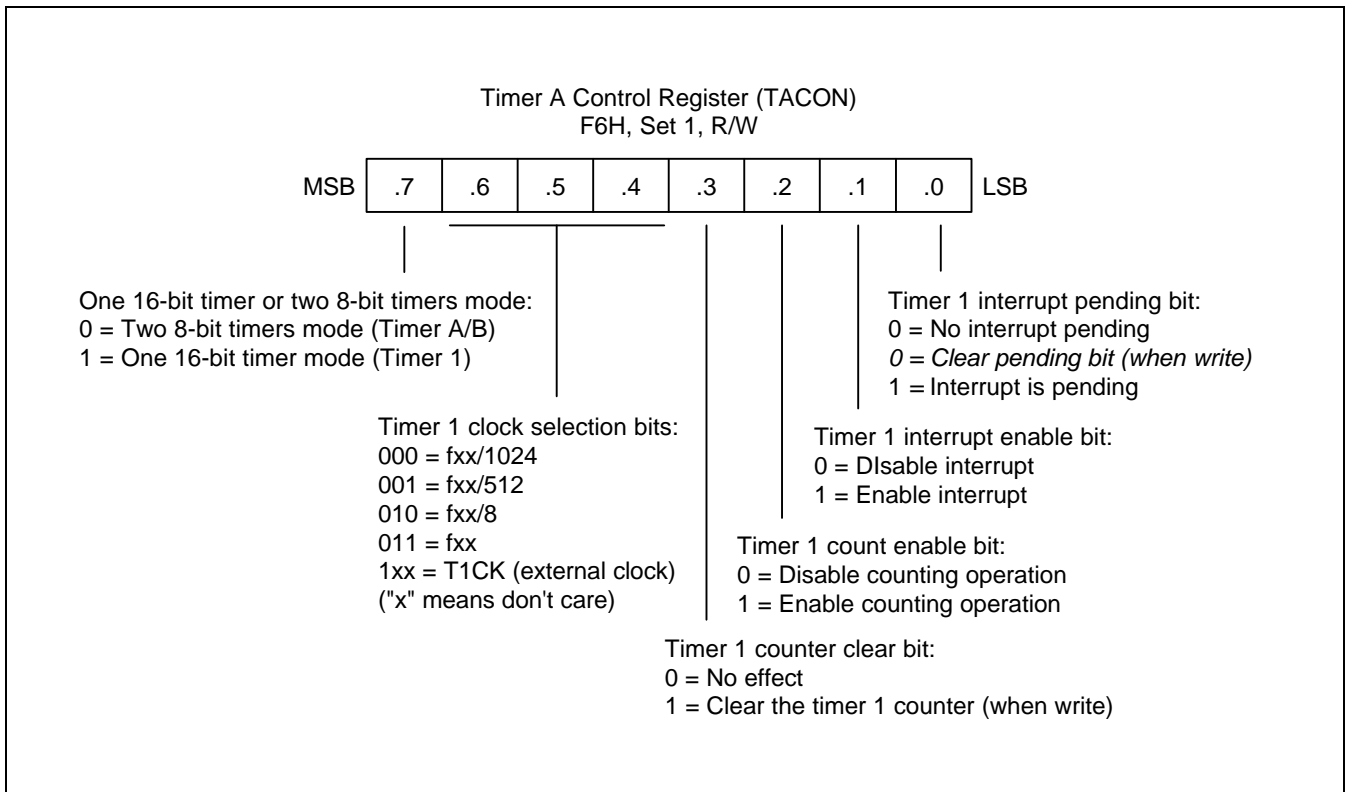 Timer A Control Register (TACON)
F6H, Set 1, R/W
MSB .7 .6 .5 .4 .3 .2 .1 .0 LSB
One 16-bit timer or two 8-bit timers mode:
0 = Two 8-bit timers mode (Timer A/B)
1 = One 16-bit timer mode (Timer 1)
Timer 1 interrupt pending bit:
0 = No interrupt pending
0 = Clear pending bit (when write)
1 = Interrupt is pending
Timer 1 clock selection bits:
000 = fxx/1024
001 = fxx/512
010 = fxx/8
011 = fxx
1xx = T1CK (external clock)
("x" means don't care)
Timer 1 interrupt enable bit:
0 = DIsable interrupt
1 = Enable interrupt
Timer 1 count enable bit:
0 = Disable counting operation
1 = Enable counting operation
Timer 1 counter clear bit:
0 = No effect
1 = Clear the timer 1 counter (when write)